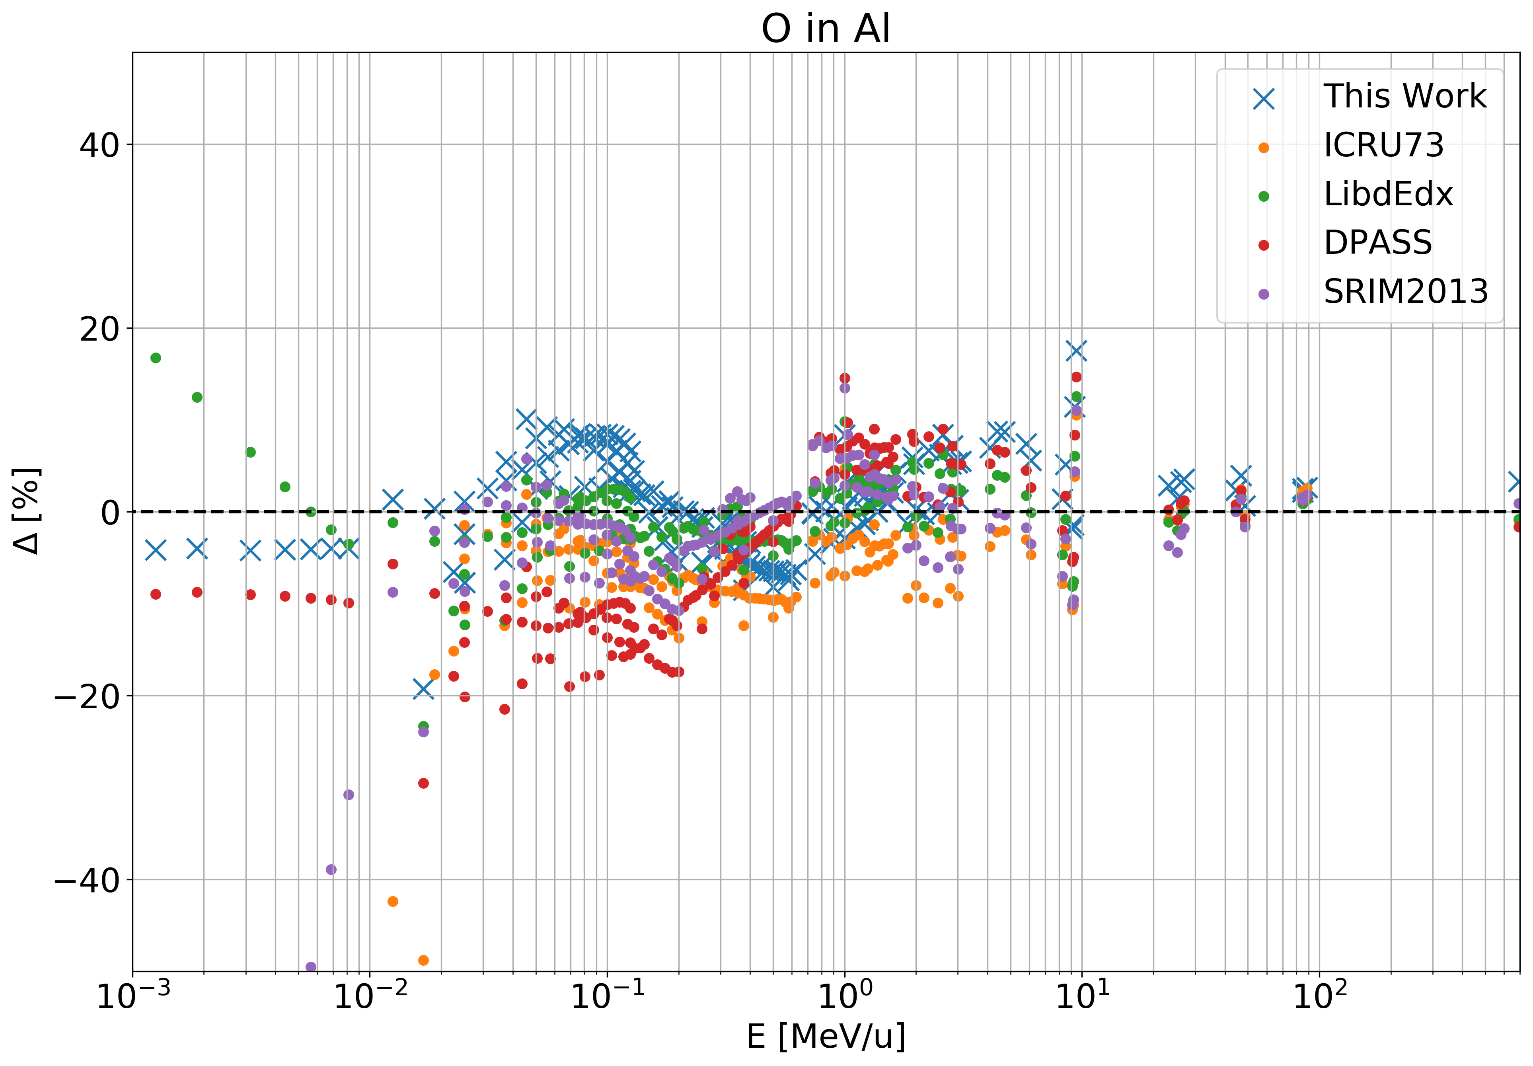 O in Al
Δ [%]
40
20
0
−20
−40
This Work
ICRU73
LibdEdx
DPASS
SRIM2013
10⁻³ 10⁻² 10⁻¹ 10⁰ 10¹ 10²
E [MeV/u]